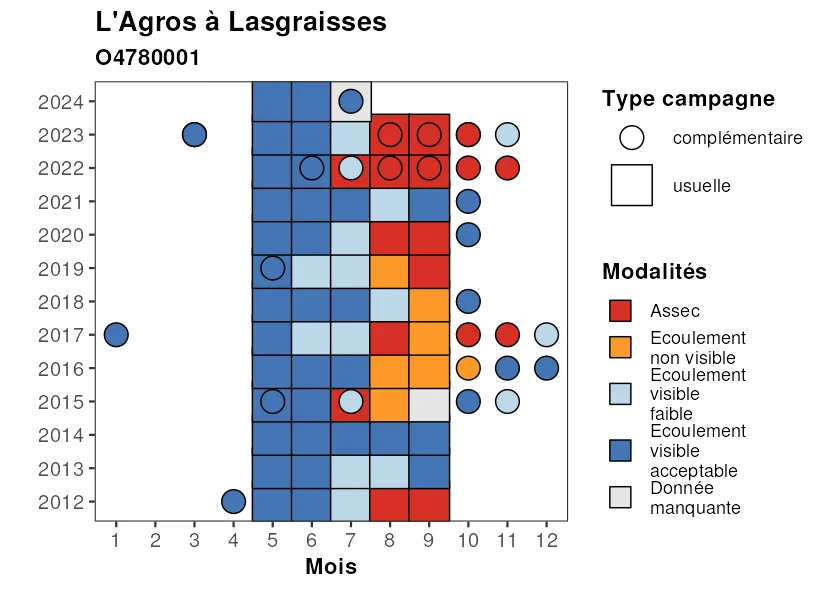 L'Agros à Lasgraisses
O4780001
2024
2023
2022
2021
2020
2019
2018
2017
2016
2015
2014
2013
2012
1 2 3 4 5 6 7 8 9 10 11 12
Mois
Type campagne
complémentaire
usuelle
Modalités
Assec
Ecoulement
non visible
Ecoulement
visible
faible
Ecoulement
visible
acceptable
Donnée
manquante